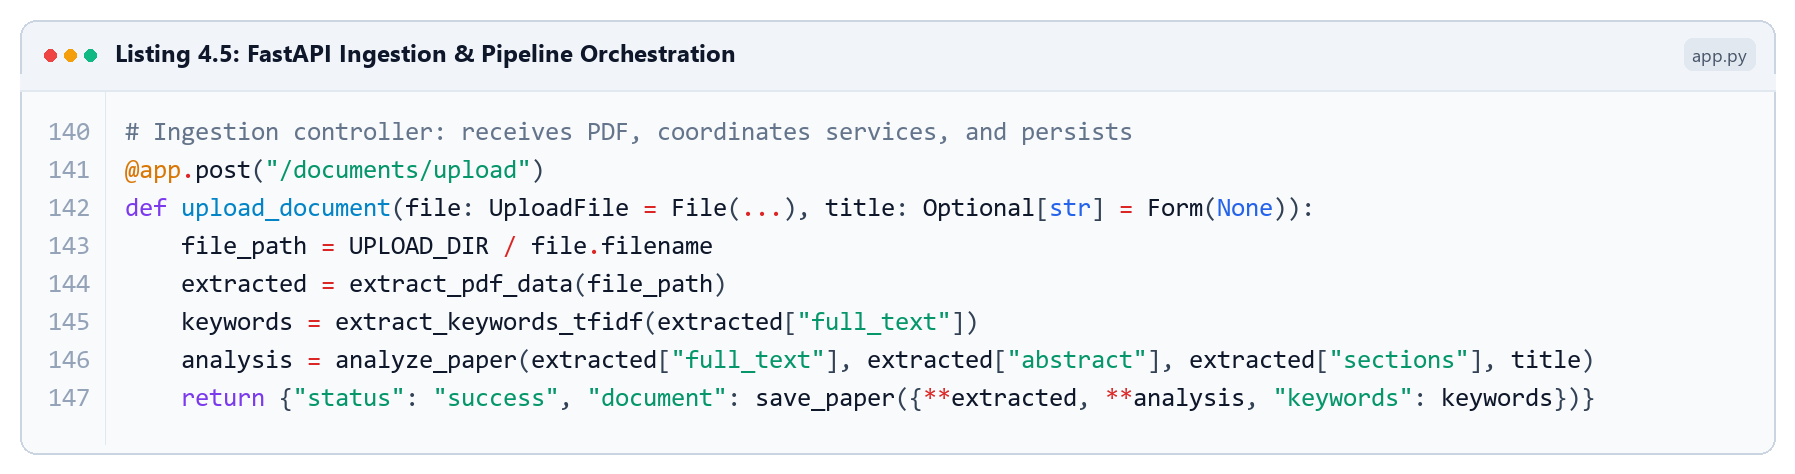 Listing 4.5: FastAPI Ingestion & Pipeline Orchestration
app.py
140 # Ingestion controller: receives PDF, coordinates services, and persists
141 @app.post("/documents/upload")
142 def upload_document(file: UploadFile = File(...), title: Optional[str] = Form(None)):
143     file_path = UPLOAD_DIR / file.filename
144     extracted = extract_pdf_data(file_path)
145     keywords = extract_keywords_tfidf(extracted["full_text"])
146     analysis = analyze_paper(extracted["full_text"], extracted["abstract"], extracted["sections"], title)
147     return {"status": "success", "document": save_paper({**extracted, **analysis, "keywords": keywords})}